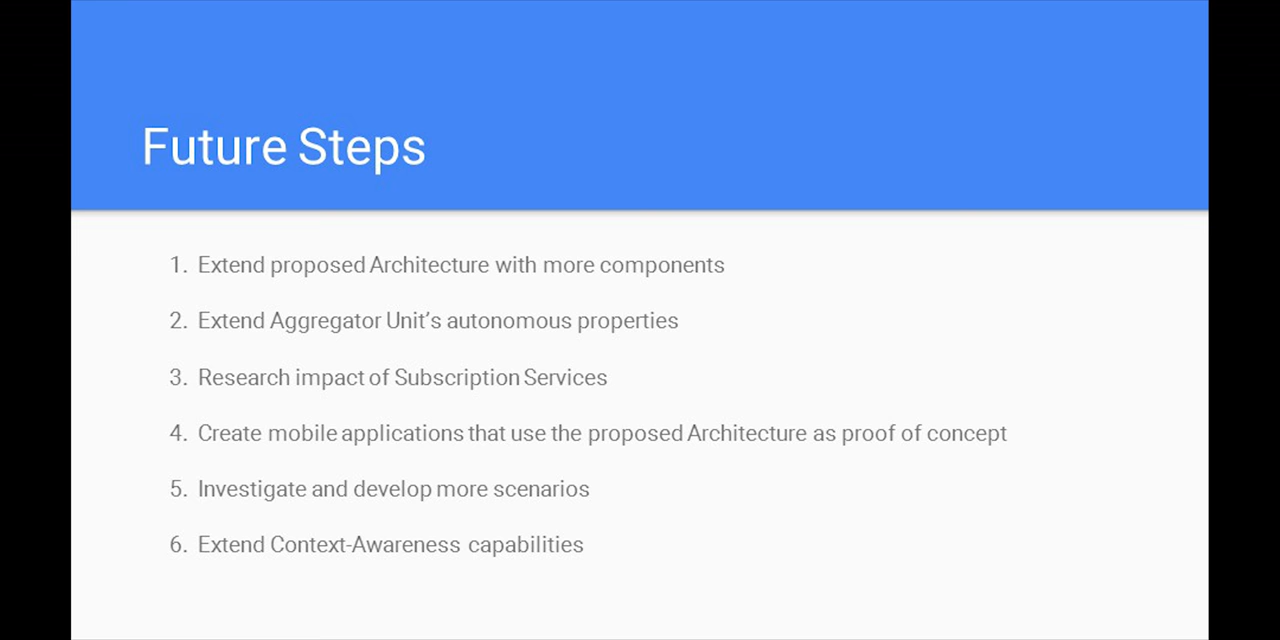 Future Steps
1. Extend proposed Architecture with more components
2. Extend Aggregator Unit’s autonomous properties
3. Research impact of Subscription Services
4. Create mobile applications that use the proposed Architecture as proof of concept
5. Investigate and develop more scenarios
6. Extend Context-Awareness capabilities